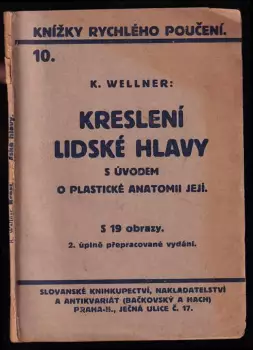 KNÍŽKY RYCHLÉHO POUČENÍ.
10.
K. WELLNER:
KRESLENÍ
LIDSKÉ HLAVY
S ÚVODEM
O PLASTICKÉ ANATOMII JEJÍ.
S 19 obrazy.
2. úplně přepracované vydání.
SLOVANSKÉ KNIHKUPECTVÍ, NAKLADATELSTVÍ
A ANTIKVARIÁT (BAČKOVSKÝ A HACH)
PRAHA-II., JEČNÁ ULICE Č. 17.